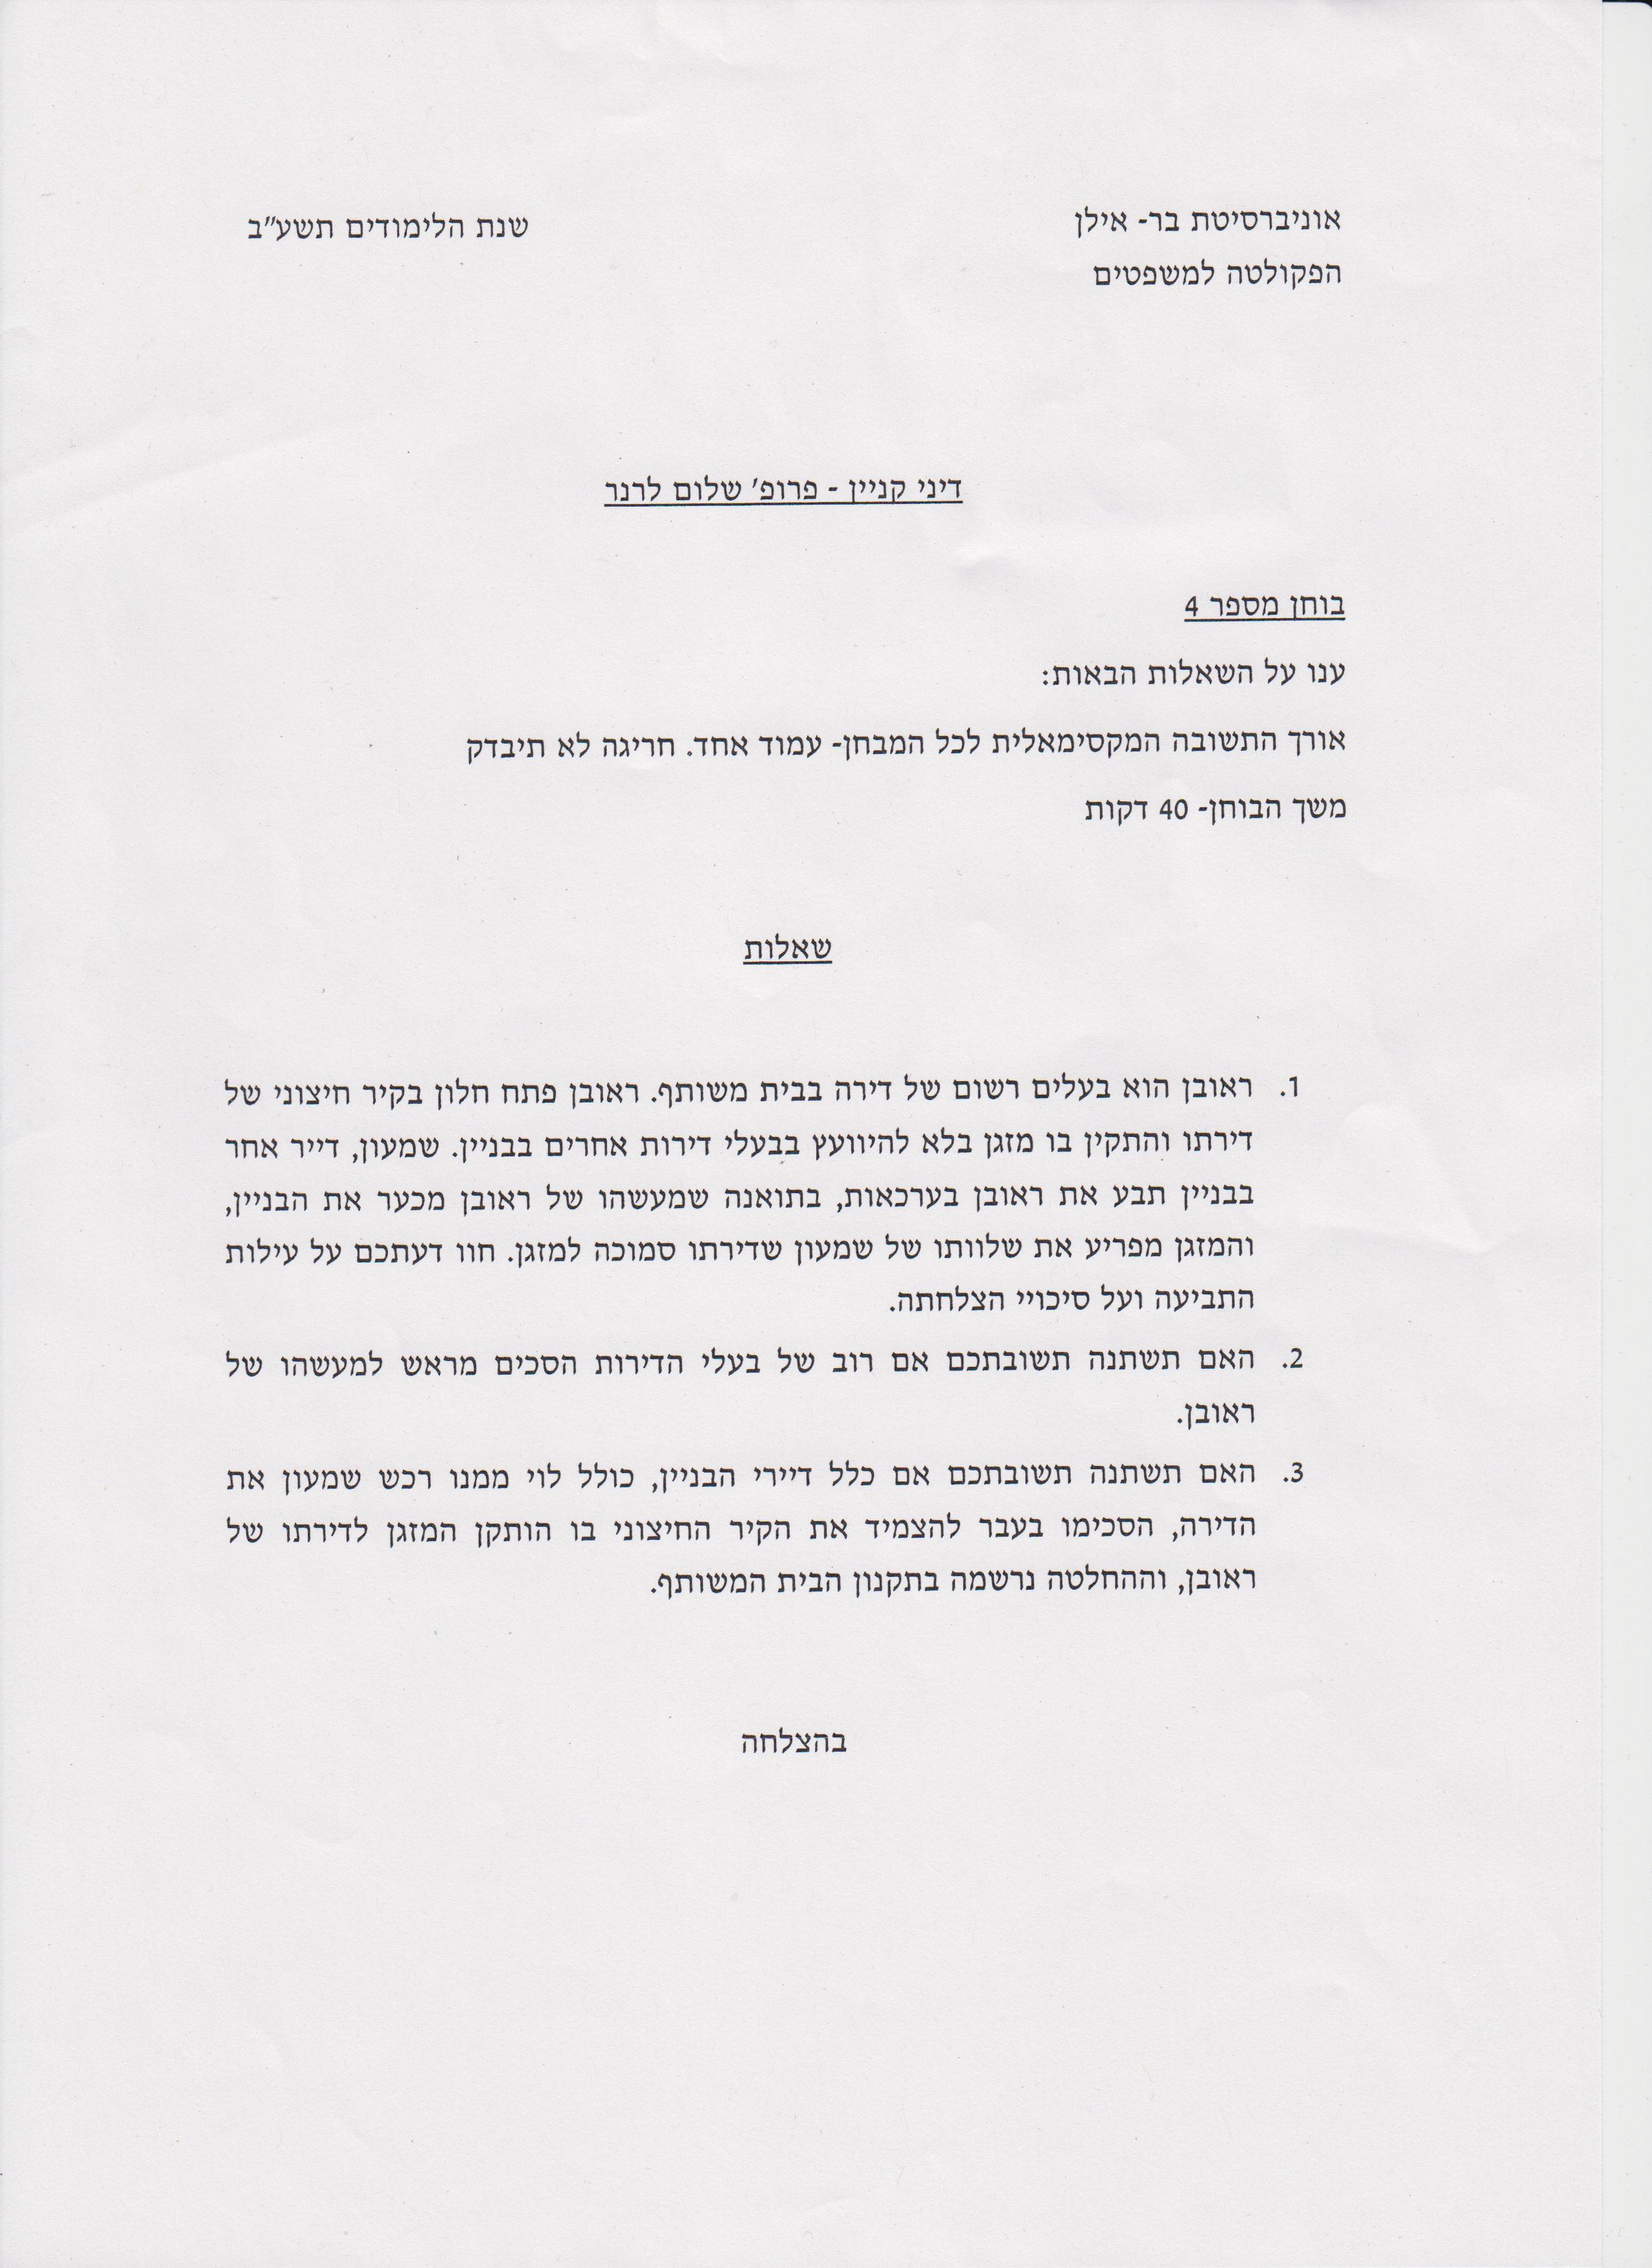 אוניברסיטת בר- אילן
שנת הלימודים תשע"ב
הפקולטה למשפטים
דיני קניין - פרופ' שלום לרנר
בוחן מספר 4
ענו על השאלות הבאות:
אורך התשובה המקסימאלית לכל המבחן- עמוד אחד. חריגה לא תיבדק
משך הבוחן- 40 דקות
שאלות
1. ראובן הוא בעלים רשום של דירה בבית משותף. ראובן פתח חלון בקיר חיצוני של
דירתו והתקין בו מזגן בלא להיוועץ בבעלי דירות אחרים בבניין. שמעון, דייר אחר
בבניין תבע את ראובן בערכאות, בתואנה שמעשהו של ראובן מכער את הבניין,
והמזגן מפריע את שלוותו של שמעון שדירתו סמוכה למזגן. חוו דעתכם על עילות
התביעה ועל סיכויי הצלחתה.
2. האם תשתנה תשובתכם אם רוב של בעלי הדירות הסכים מראש למעשהו של
ראובן.
3. האם תשתנה תשובתכם אם כלל דיירי הבניין, כולל לוי ממנו רכש שמעון את
הדירה, הסכימו בעבר להצמיד את הקיר החיצוני בו הותקן המזגן לדירתו של
ראובן, וההחלטה נרשמה בתקנון הבית המשותף.
בהצלחה